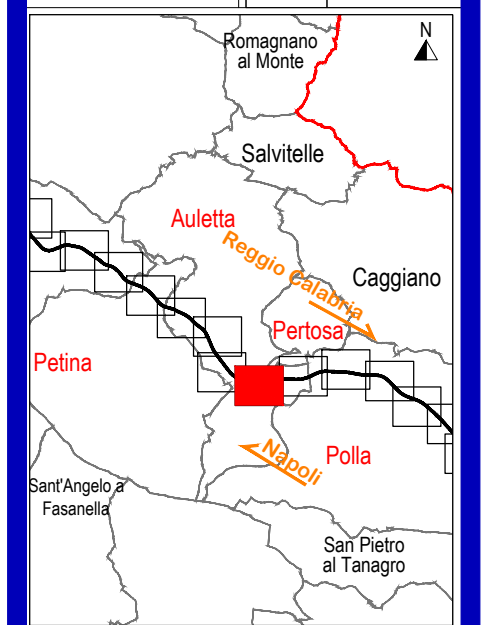 N
Romagnano
al Monte
Salvitelle
Auletta
Reggio Calabria
Caggiano
Pertosa
Petina
Napoli
Polla
Sant'Angelo a
Fasanella
San Pietro
al Tanagro